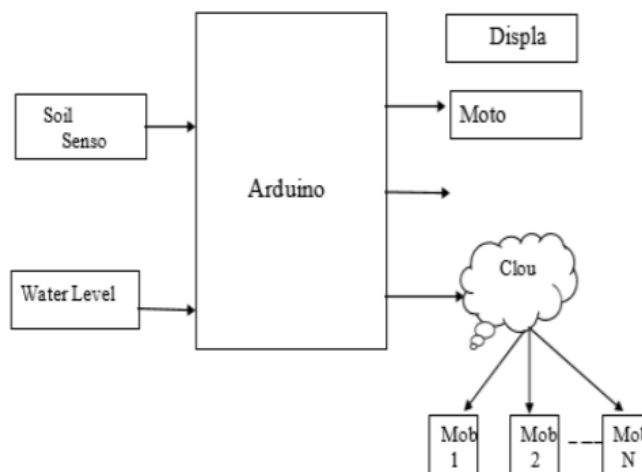 Displa
Soil
Senso
Moto
Arduino
Water Level
Clou
Mob
1
Mob
2
Mob
N